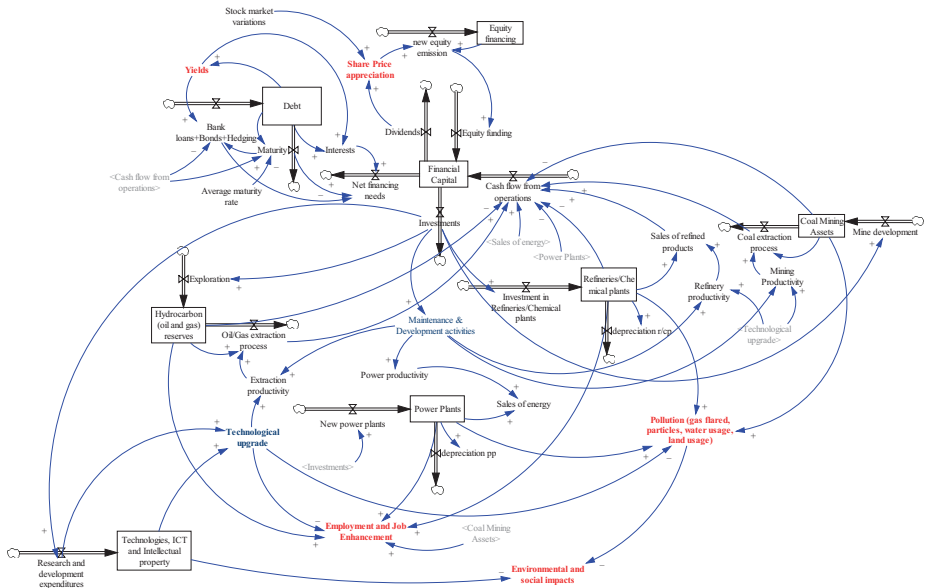 Stock market
variations
Equity
financing
new equity
emission
Yields
Share Price
appreciation
Debt
Bank
loans+Bonds+Hedging
Maturity
Interests
Dividends
Equity funding
<Cash flow from
operations>
Average maturity
rate
Net financing
needs
Financial
Capital
Cash flow from
operations
Investments
<Sales of energy>
<Power Plants>
Sales of refined
products
Coal extraction
process
Coal Mining
Assets
Mine development
Mining
Productivity
Refinery
productivity
<Technological
upgrade>
Exploration
Hydrocarbon
(oil and gas)
reserves
Oil/Gas extraction
process
Investment in
Refineries/Chemical
plants
Refineries/Che
mical plants
depreciation r/cp
Maintenance &
Development activities
Extraction
productivity
Power productivity
Sales of energy
New power plants
Power Plants
<Investments>
depreciation pp
Technological
upgrade
Pollution (gas flared,
particles, water usage,
land usage)
Employment and Job
Enhancement
<Coal Mining
Assets>
Technologies, ICT
and Intellectual
property
Research and
development
expenditures
Environmental and
social impacts